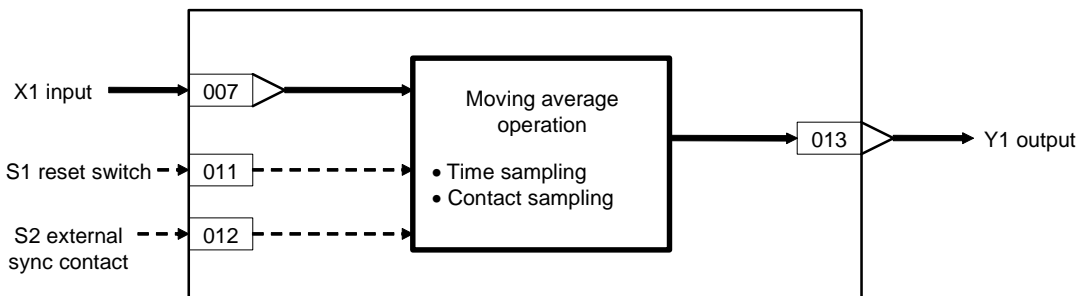 X1 input
007
S1 reset switch
011
S2 external
sync contact
012
Moving average
operation
• Time sampling
• Contact sampling
013
Y1 output